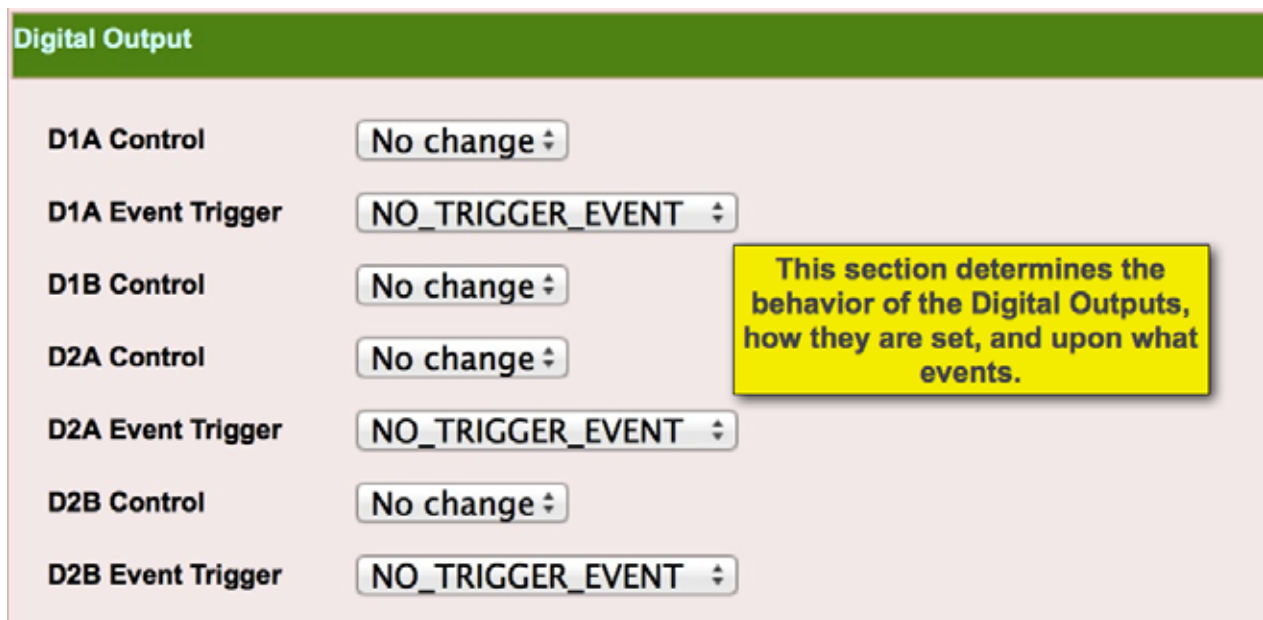 Digital Output
D1A Control No change
D1A Event Trigger NO_TRIGGER_EVENT
D1B Control No change
D2A Control No change
D2A Event Trigger NO_TRIGGER_EVENT
D2B Control No change
D2B Event Trigger NO_TRIGGER_EVENT
This section determines the
behavior of the Digital Outputs,
how they are set, and upon what
events.